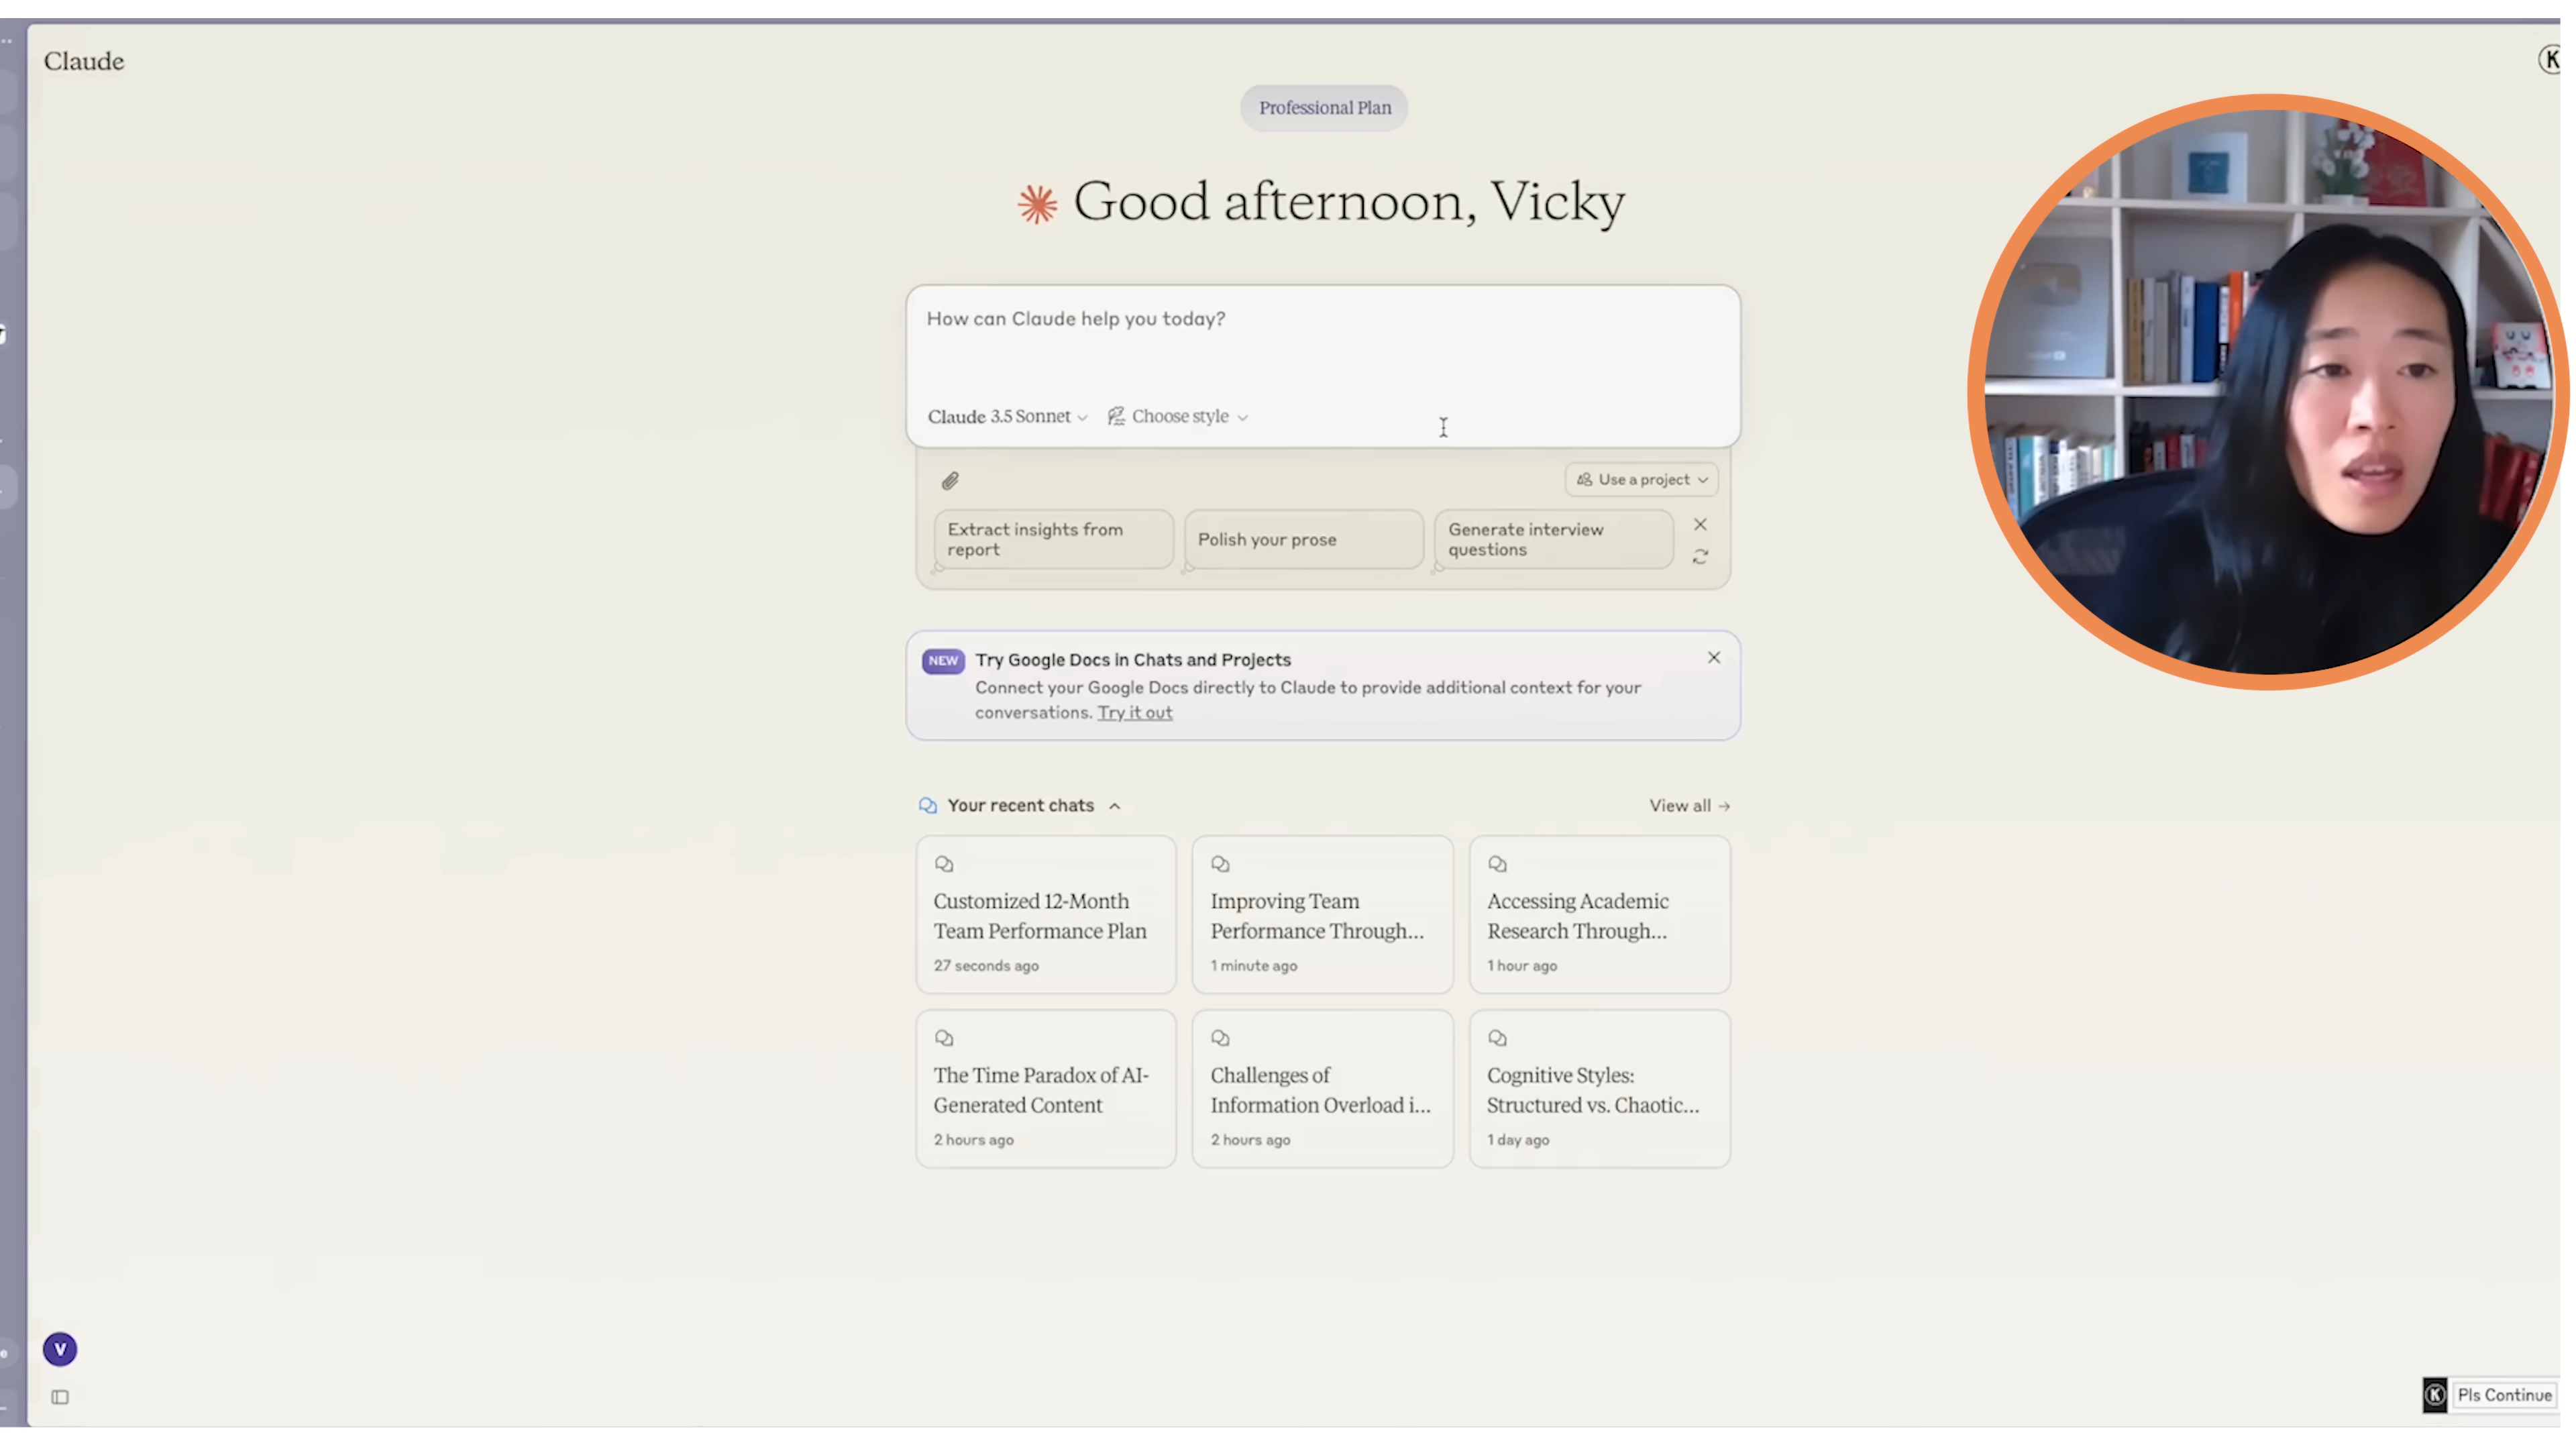 Claude
Professional Plan
Good afternoon, Vicky
How can Claude help you today?
Claude 3.5 Sonnet
Choose style
Use a project
Extract insights from
report
Polish your prose
Generate interview
questions
NEW
Try Google Docs in Chats and Projects
Connect your Google Docs directly to Claude to provide additional context for your
conversations. Try it out
Your recent chats
View all →
Customized 12-Month
Team Performance Plan
27 seconds ago
Improving Team
Performance Through...
1 minute ago
Accessing Academic
Research Through...
1 hour ago
The Time Paradox of AI-
Generated Content
2 hours ago
Challenges of
Information Overload i...
2 hours ago
Cognitive Styles:
Structured vs. Chaotic...
1 day ago
V
K
K
Pls Continue